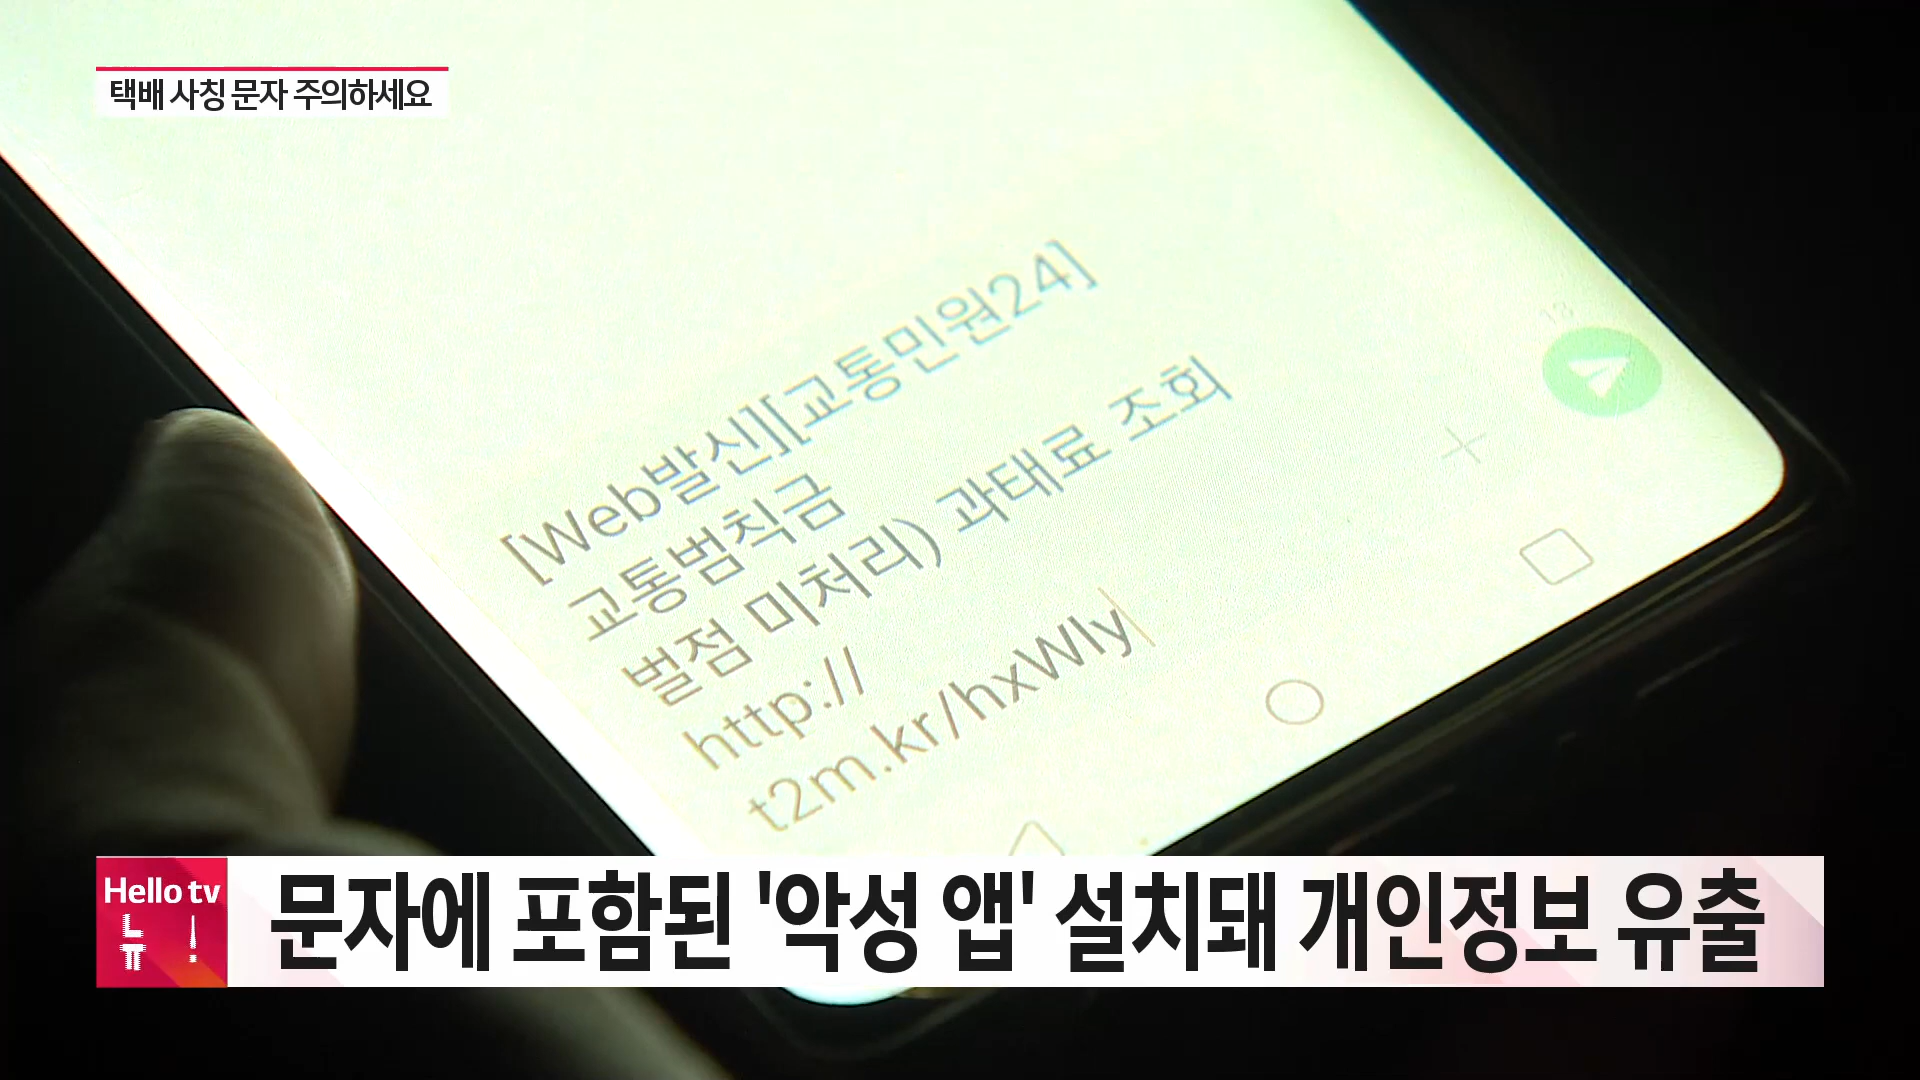 택배 사칭 문자 주의하세요
[Web발신][교통민원24]
교통범칙금
벌점 미처리) 과태료 조회
http://
t2m.kr/hxWIy
13
Hello tv
뉴!
문자에 포함된 '악성 앱' 설치돼 개인정보 유출